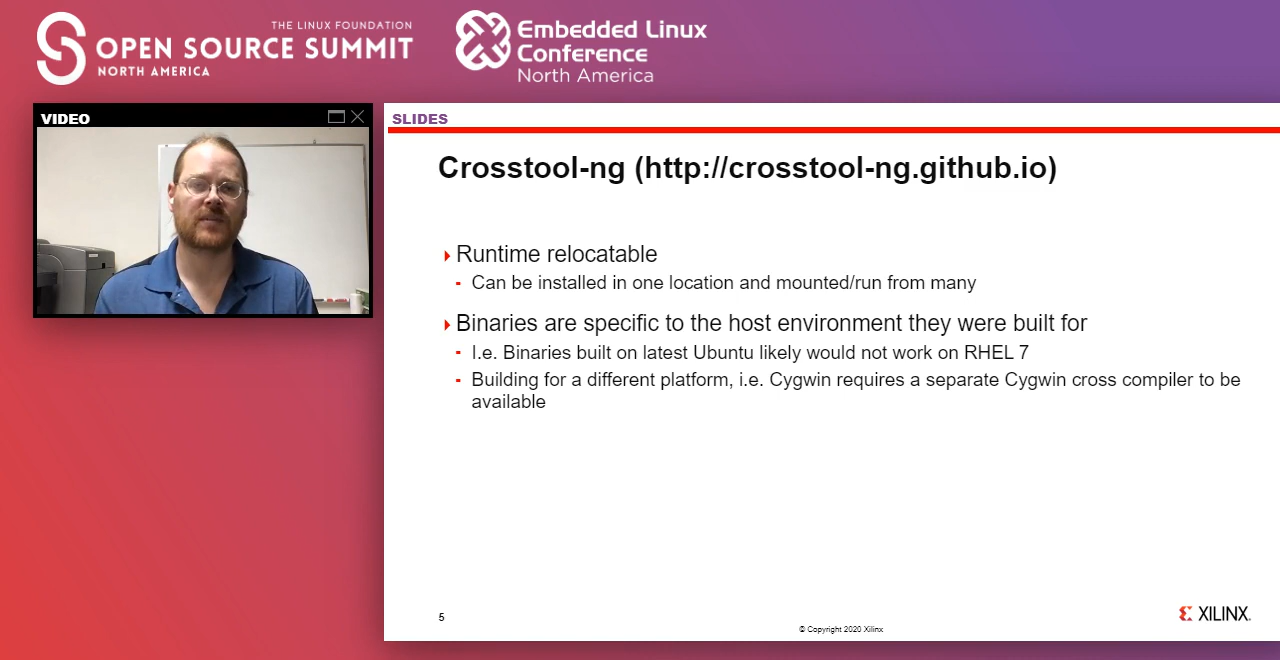 THE LINUX FOUNDATION
OPEN SOURCE SUMMIT
NORTH AMERICA
Embedded Linux
Conference
North America
VIDEO
SLIDES
Crosstool-ng (http://crosstool-ng.github.io)
Runtime relocatable
- Can be installed in one location and mounted/run from many
Binaries are specific to the host environment they were built for
- I.e. Binaries built on latest Ubuntu likely would not work on RHEL 7
- Building for a different platform, i.e. Cygwin requires a separate Cygwin cross compiler to be
available
5
© Copyright 2020 Xilinx
XILINX.